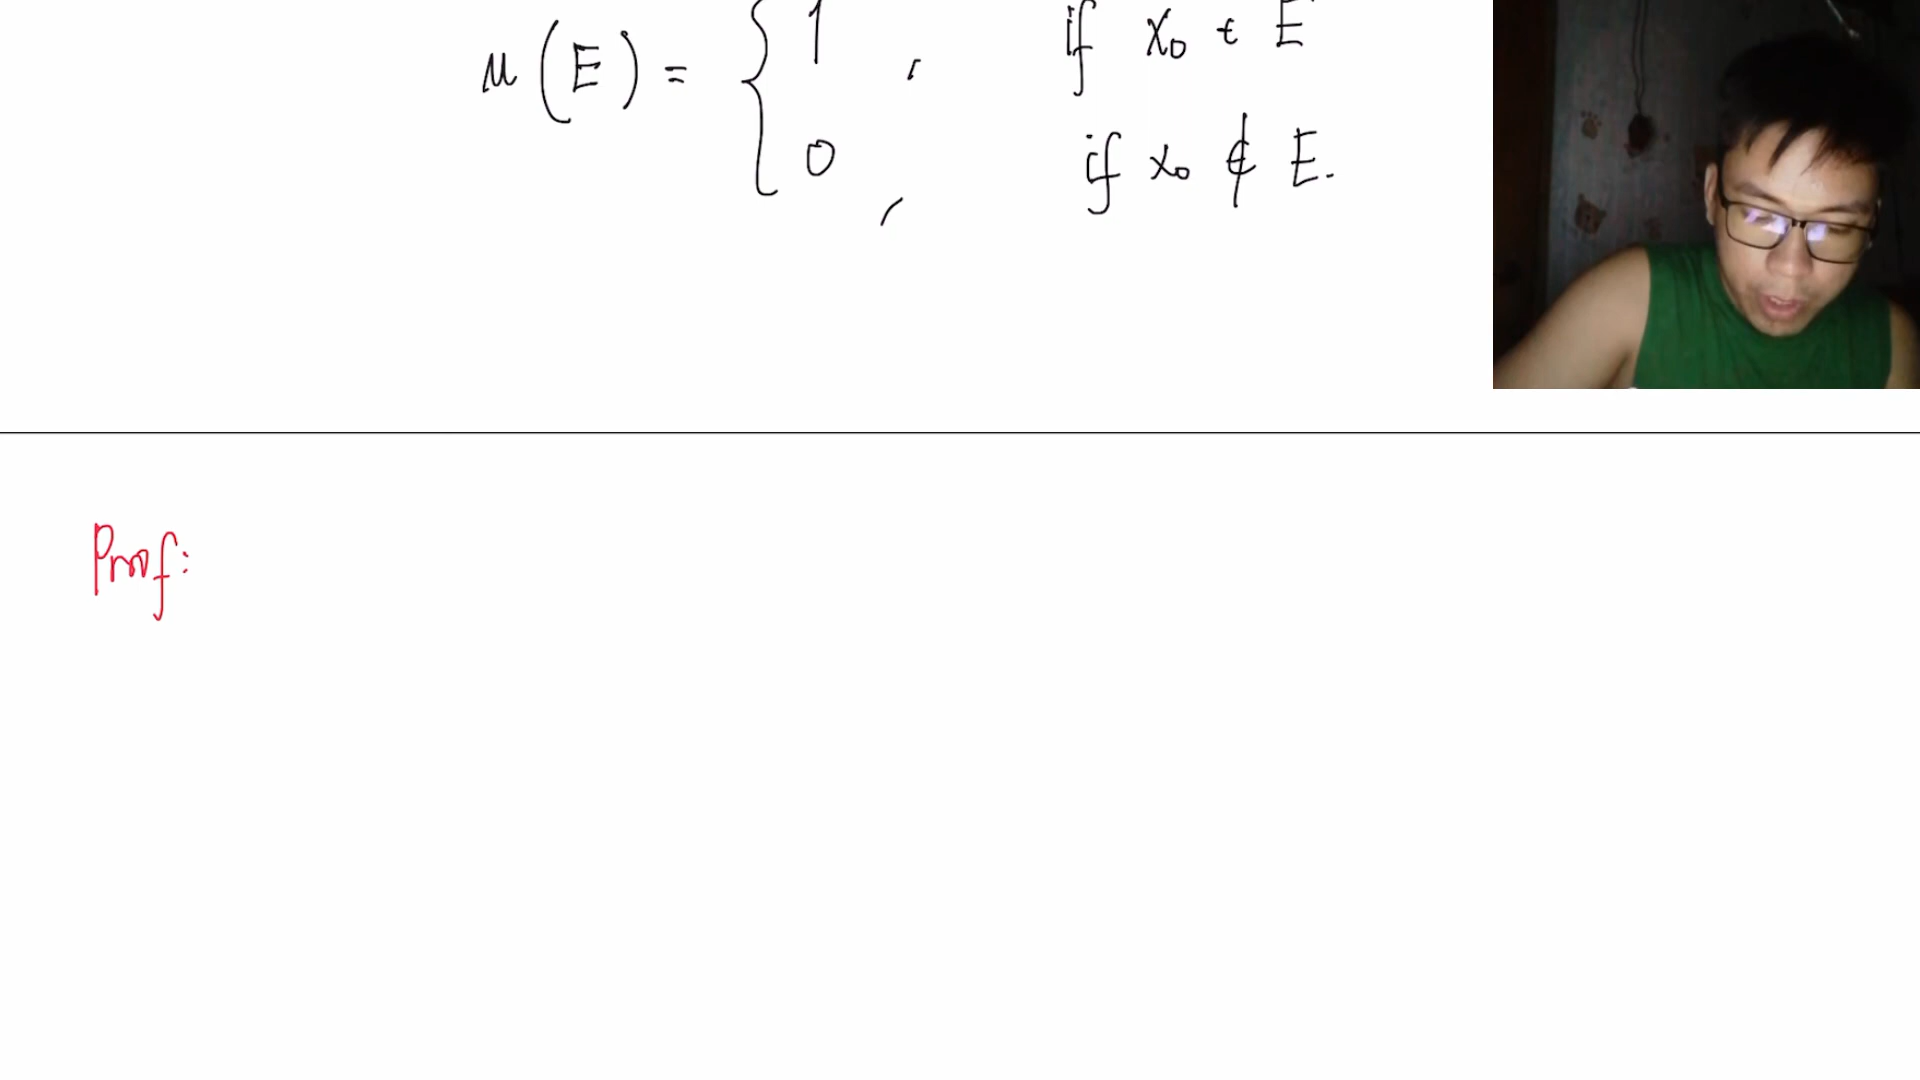 μ(E) = { 1 , if x₀ ∈ E
0 , if x₀ ∉ E.
Proof: